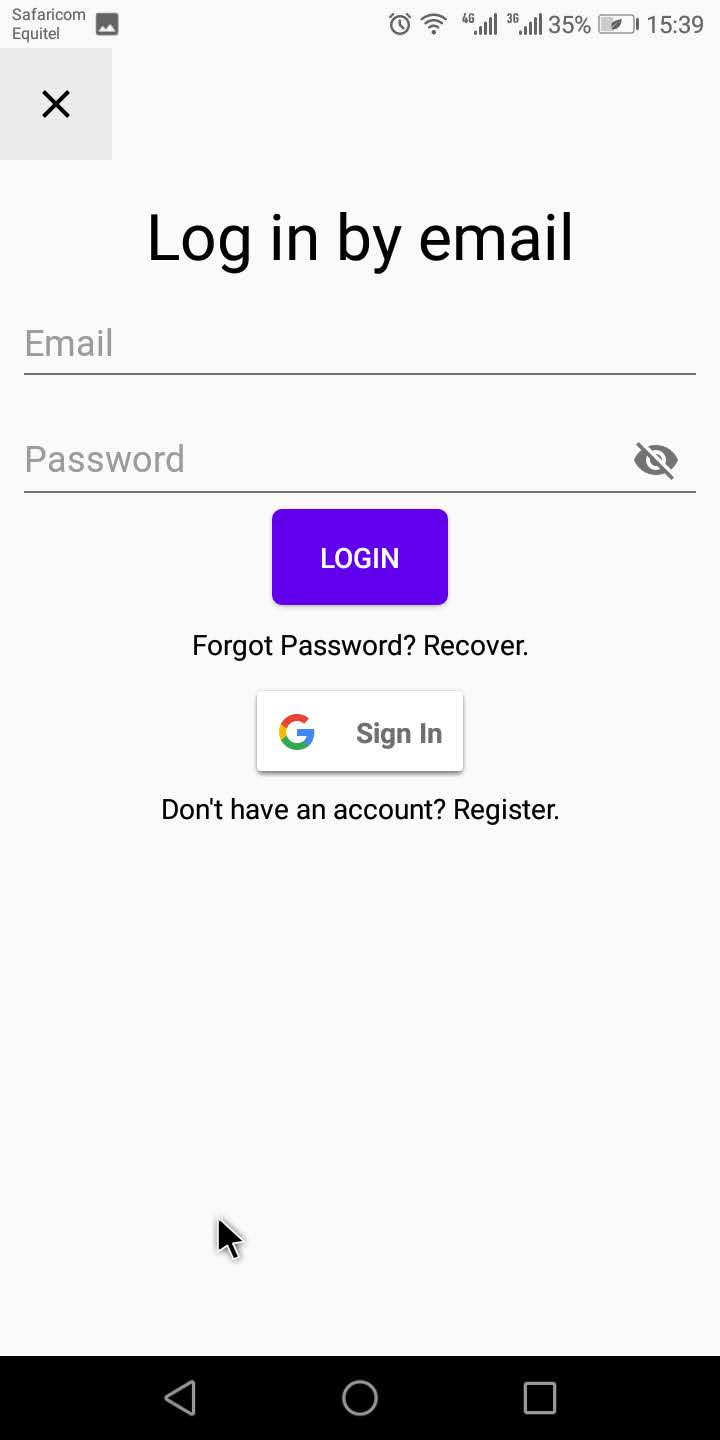 Safaricom
Equitel
4G
3G
35%
15:39
Log in by email
Email
Password
LOGIN
Forgot Password? Recover.
G
Sign In
Don't have an account? Register.